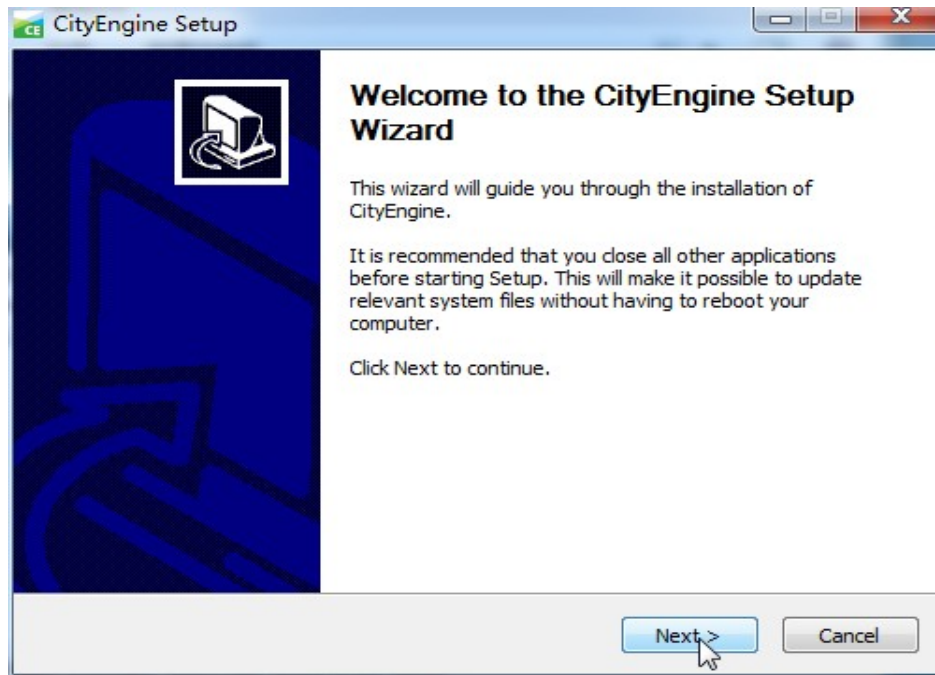 CE CityEngine Setup
Welcome to the CityEngine Setup
Wizard
This wizard will guide you through the installation of
CityEngine.
It is recommended that you close all other applications
before starting Setup. This will make it possible to update
relevant system files without having to reboot your
computer.
Click Next to continue.
Next >
Cancel